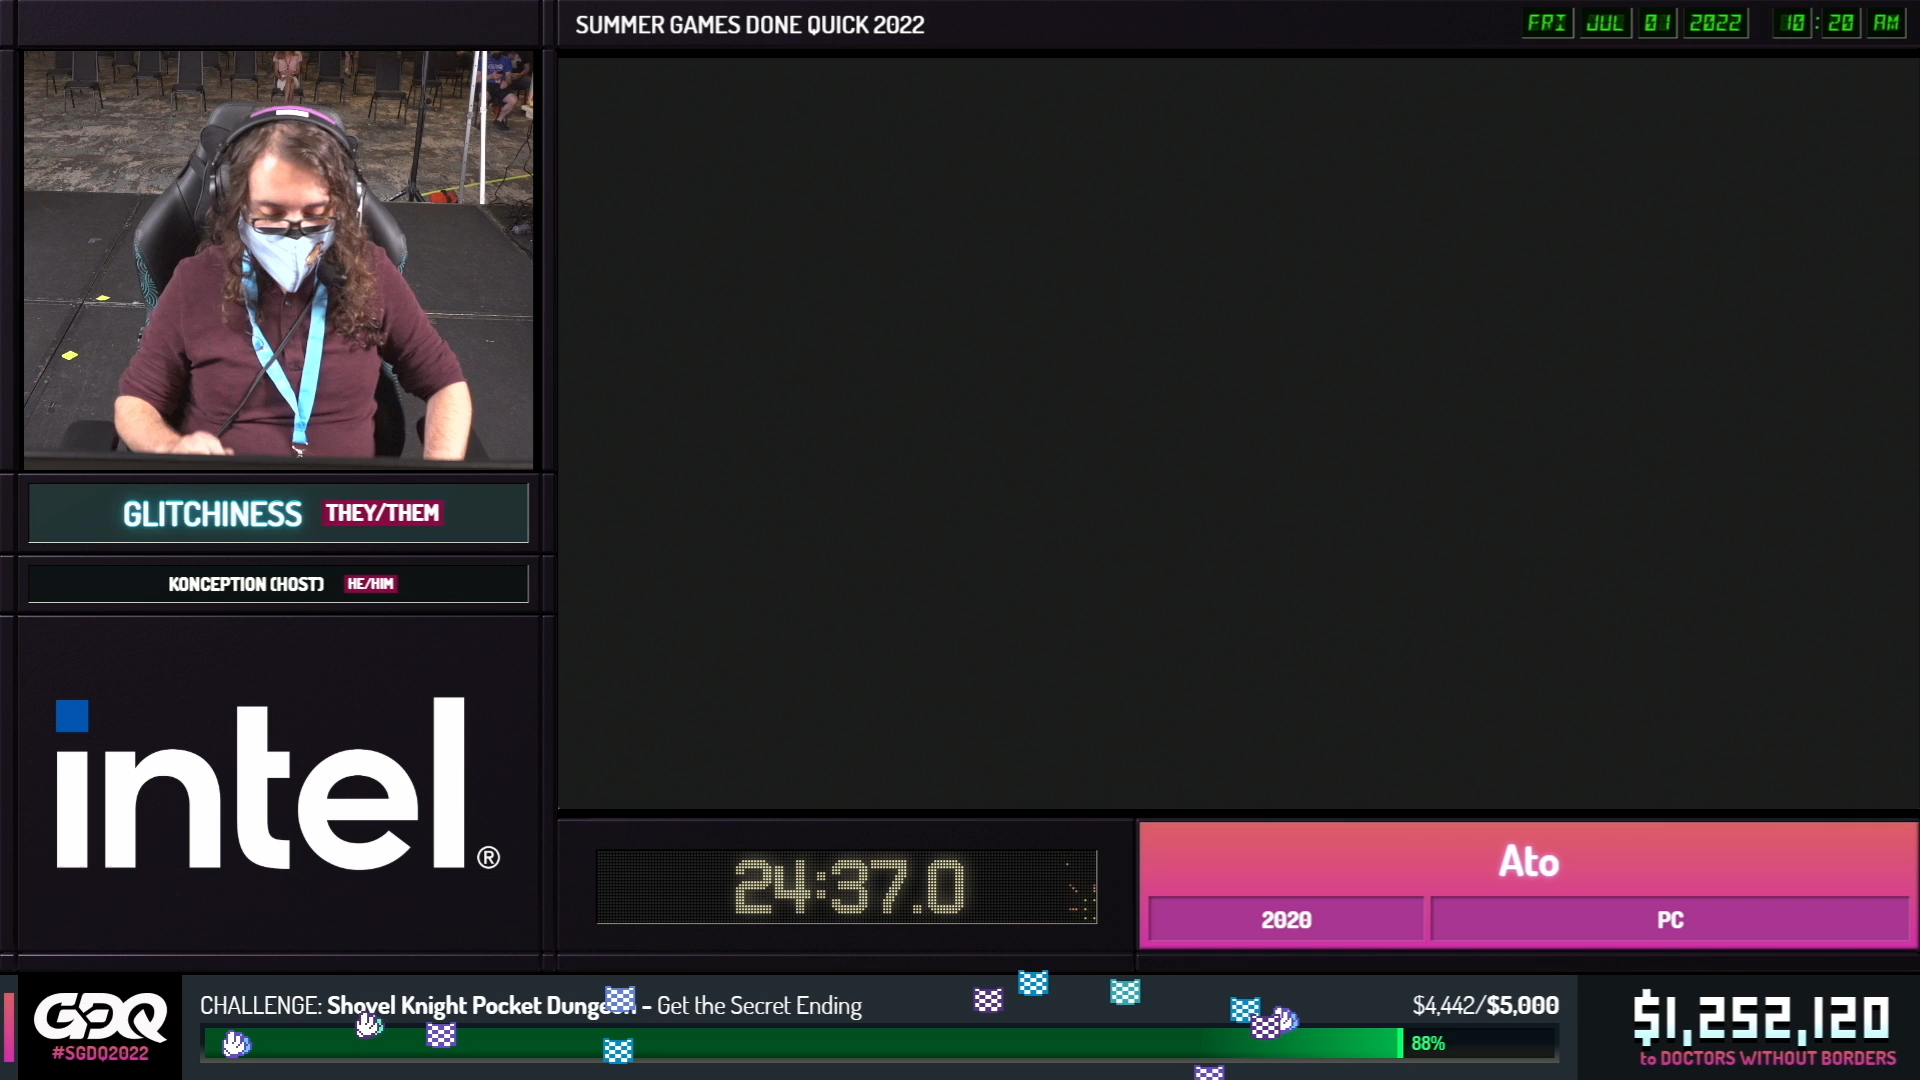 SUMMER GAMES DONE QUICK 2022
FRI JUL 01 2022 10:20 AM
GLITCHINESS THEY/THEM
KONCEPTION (HOST) HE/HIM
intel®
24:37.0
Ato
2020 PC
GDQ
#SGDQ2022
CHALLENGE: Shovel Knight Pocket Dungeon - Get the Secret Ending
$4,442/$5,000
88%
$1,252,120
to DOCTORS WITHOUT BORDERS